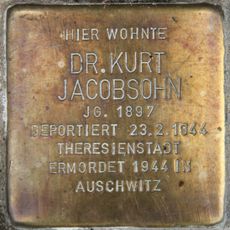 HIER WOHNTE
DR. KURT
JACOBSOHN
JG. 1897
DEPORTIERT 23.2.1944
THERESIENSTADT
ERMORDET 1944 IN
AUSCHWITZ